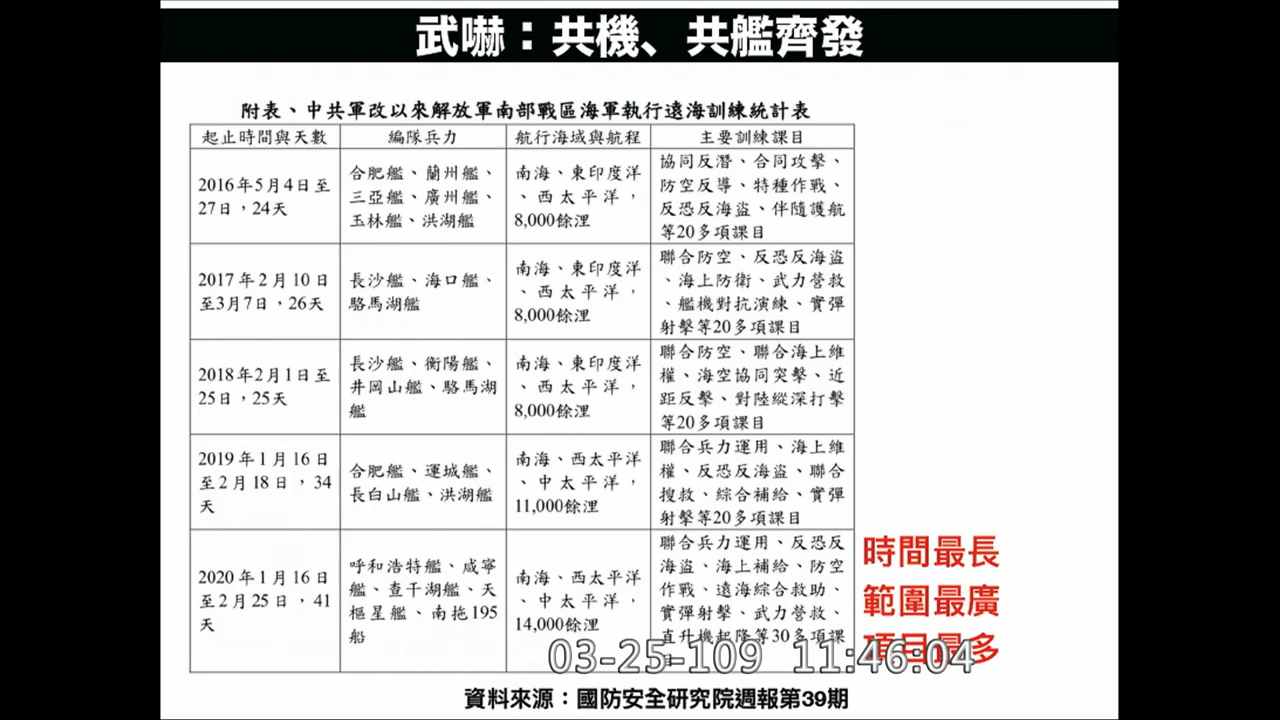 武嚇：共機、共艦齊發
附表、中共軍改以來解放軍南部戰區海軍執行遠海訓練統計表
起止時間與天數 編隊兵力 航行海域與航程 主要訓練課目
2016年5月4日至
27日，24天
合肥艦、蘭州艦、
三亞艦、廣州艦、
玉林艦、洪湖艦
南海、東印度洋
、西太平洋，
8,000餘浬
協同反潛、合同攻擊、
防空反導、特種作戰、
反恐反海盜、伴隨護航
等20多項課目
2017年2月10日
至3月7日，26天
長沙艦、海口艦、
駱馬湖艦
南海、東印度洋
、西太平洋，
8,000餘浬
聯合防空、反恐反海盜
、海上防衛、武力營救
、艦機對抗演練、實彈
射擊等20多項課目
2018年2月1日至
25日，25天
長沙艦、衡陽艦、
井岡山艦、駱馬湖
艦
南海、東印度洋
、西太平洋，
8,000餘浬
聯合防空、聯合海上維
權、海空協同突擊、近
距反擊、對陸縱深打擊
等20多項課目
2019年1月16日
至2月18日，34
天
合肥艦、運城艦、
長白山艦、洪湖艦
南海、西太平洋
、中太平洋，
11,000餘浬
聯合兵力運用、海上維
權、反恐反海盜、聯合
搜救、綜合補給、實彈
射擊等20多項課目
2020年1月16日
至2月25日，41
天
呼和浩特艦、咸寧
艦、查干湖艦、天
樞星艦、南拖195
船
南海、西太平洋
、中太平洋，
14,000餘浬
聯合兵力運用、反恐反
海盜、海上補給、防空
作戰、遠海綜合救助、
實彈射擊、武力營救、
直升機起降等30多項課
目
時間最長
範圍最廣
項目最多
03-25-109 11:46:04
資料來源：國防安全研究院週報第39期